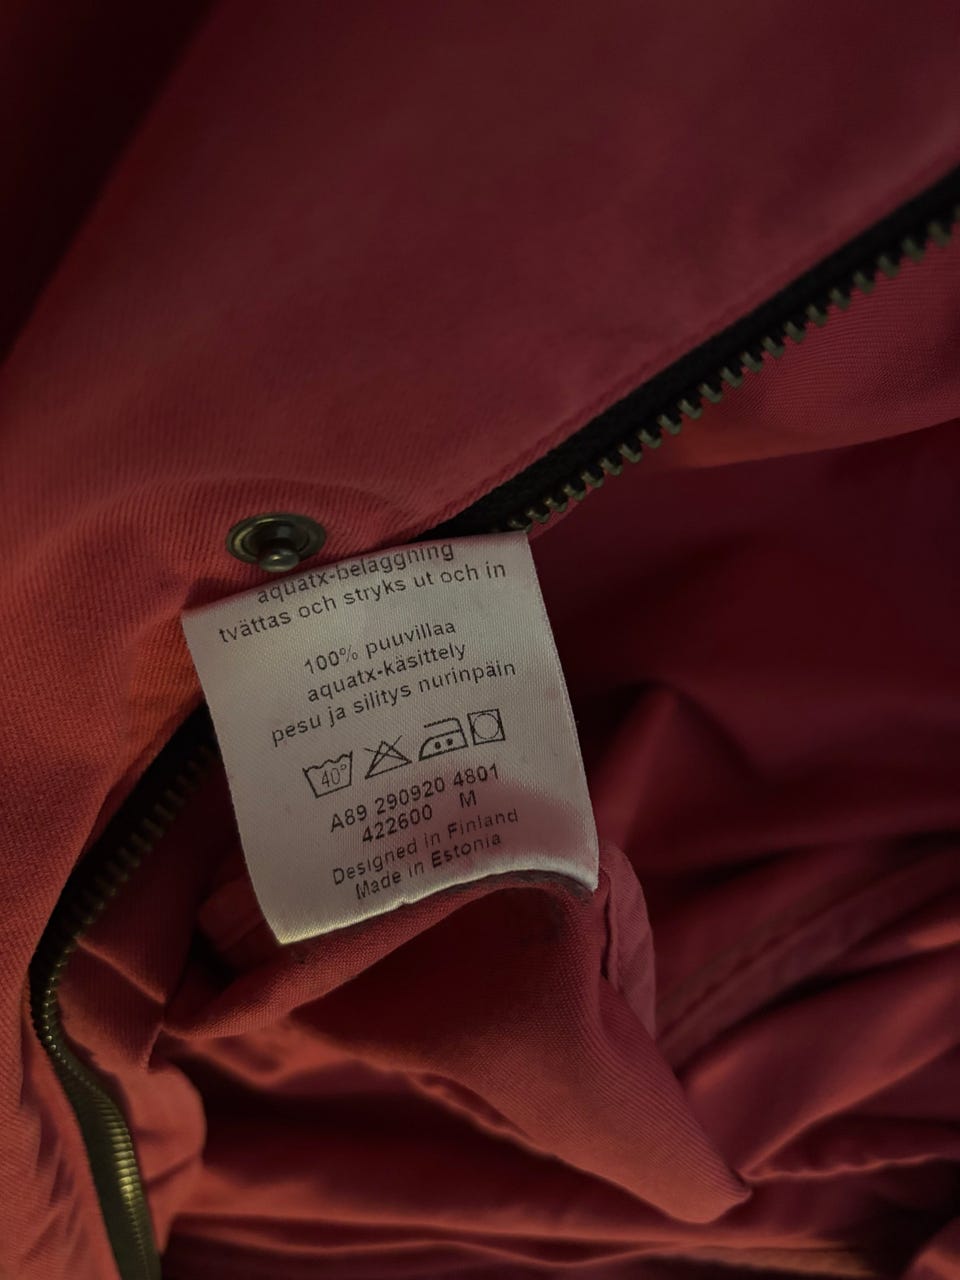 aquatx-beläggning
tvättas och stryks ut och in
100% puuvillaa
aquatx-käsittely
pesu ja silitys nurinpäin
40°
A89 290920 4801
422600 M
Designed in Finland
Made in Estonia